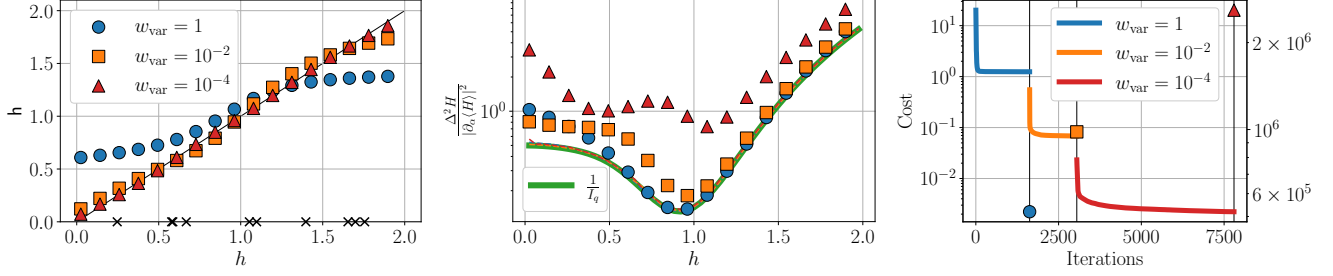 2.0
1.5
1.0
0.5
0.0
h
w_var = 1
w_var = 10^-2
w_var = 10^-4
0.0 0.5 1.0 1.5 2.0
h
10^0
Δ²H / |∂_α⟨H⟩|²
1/I_q
0.0 0.5 1.0 1.5 2.0
h
10^1
10^0
10^-1
10^-2
Cost
w_var = 1
w_var = 10^-2
w_var = 10^-4
2 × 10^6
10^6
6 × 10^5
0 2500 5000 7500
Iterations